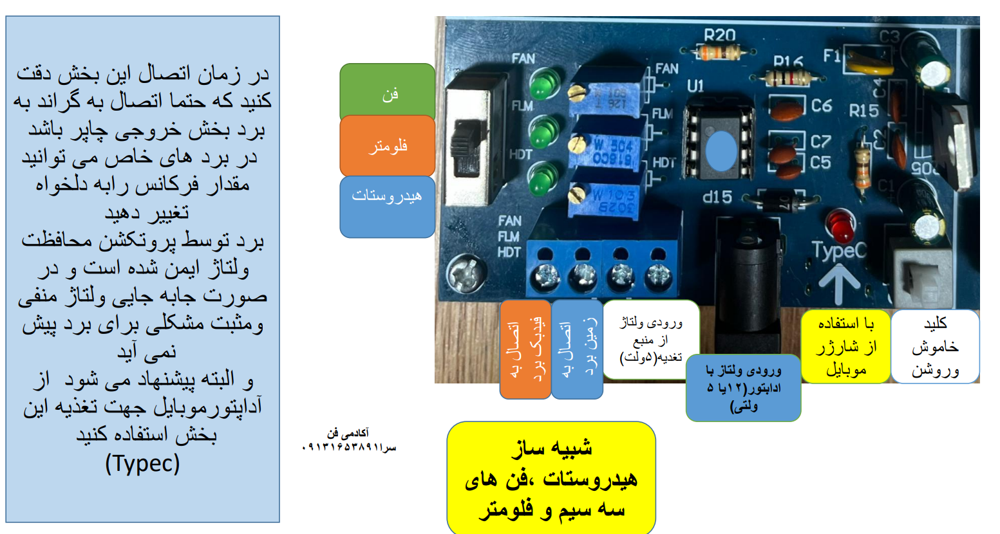 در زمان اتصال این بخش دقت
کنید که حتما اتصال به گراند به
برد بخش خروجی چاپر باشد
در برد های خاص می توانید
مقدار فرکانس رابه دلخواه
تغییر دهید
برد توسط پروتکشن محافظت
ولتاژ ایمن شده است و در
صورت جابه جایی ولتاژ منفی
ومثبت مشکلی برای برد پیش
نمی آید
و البته پیشنهاد می شود از
آداپتورموبایل جهت تغذیه این
بخش استفاده کنید
(Typec)
فن
فلومتر
هیدروستات
FAN
FLM
HDT
FAN
FLM
HDT
FAN
FLM
HDT
W 504
W 103
R20
R16
U1
d15
F1
C3
C4
C6
R15
C7
C2
C5
C1
TypeC
اتصال به
فیدبک برد
اتصال به
زمین برد
ورودی ولتاژ
از منبع
تغدیه(۵ولت)
ورودی ولتاز با
ادابتور(۱۲یا ۵
ولتی)
با استفاده
از شارژر
موبایل
کلید
خاموش
وروشن
آکادمی فن
سرا۰۹۱۳۱۶۵۳۸۹۱
شبیه ساز
هیدروستات ،فن های
سه سیم و فلومتر